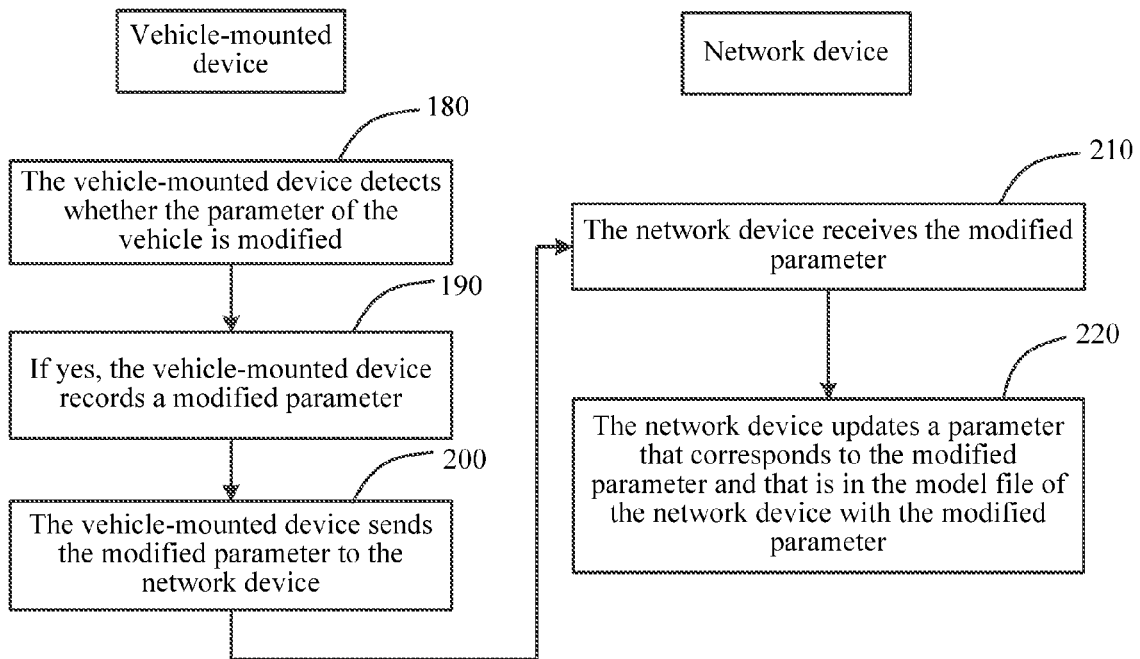 Vehicle-mounted
device
Network device
180
The vehicle-mounted device detects
whether the parameter of the
vehicle is modified
190
If yes, the vehicle-mounted device
records a modified parameter
200
The vehicle-mounted device sends
the modified parameter to the
network device
210
The network device receives the modified
parameter
220
The network device updates a parameter
that corresponds to the modified
parameter and that is in the model file of
the network device with the modified
parameter